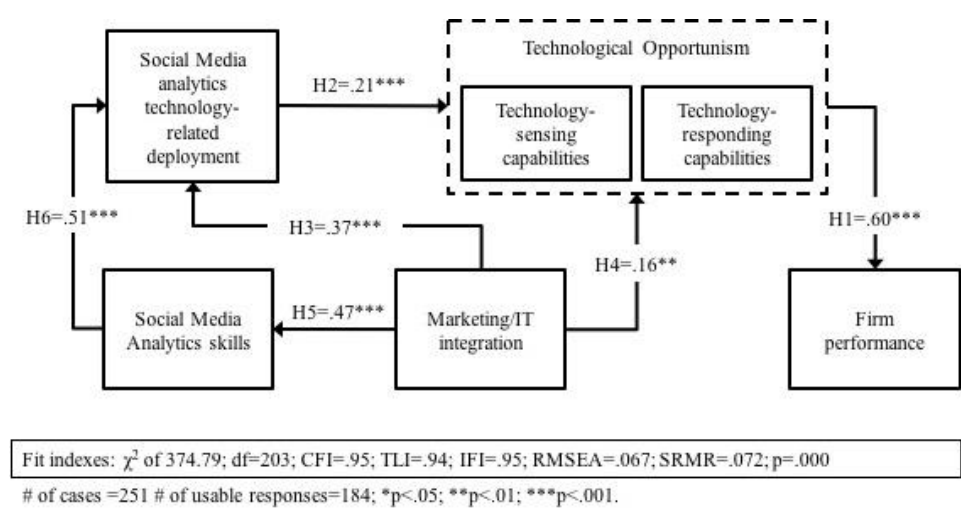 Social Media
analytics
technology-
related
deployment
H2=.21***
Technological Opportunism
Technology-
sensing
capabilities
Technology-
responding
capabilities
H6=.51***
H3=.37***
H4=.16**
H1=.60***
Social Media
Analytics skills
H5=.47***
Marketing/IT
integration
Firm
performance
Fit indexes: χ² of 374.79; df=203; CFI=.95; TLI=.94; IFI=.95; RMSEA=.067; SRMR=.072; p=.000
# of cases =251 # of usable responses=184; *p<.05; **p<.01; ***p<.001.